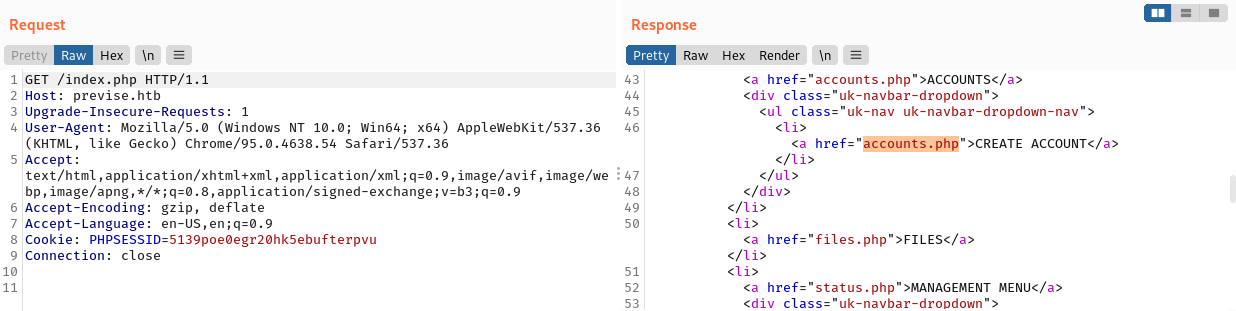 Request
Pretty Raw Hex \n
1 GET /index.php HTTP/1.1
2 Host: previse.htb
3 Upgrade-Insecure-Requests: 1
4 User-Agent: Mozilla/5.0 (Windows NT 10.0; Win64; x64) AppleWebKit/537.36
(KHTML, like Gecko) Chrome/95.0.4638.54 Safari/537.36
5 Accept:
text/html,application/xhtml+xml,application/xml;q=0.9,image/avif,image/we
bp,image/apng,*/*;q=0.8,application/signed-exchange;v=b3;q=0.9
6 Accept-Encoding: gzip, deflate
7 Accept-Language: en-US,en;q=0.9
8 Cookie: PHPSESSID=5139poe0egr20hk5ebufterpvu
9 Connection: close
10
11
Response
Pretty Raw Hex Render \n
43 <a href="accounts.php">ACCOUNTS</a>
44 <div class="uk-navbar-dropdown">
45 <ul class="uk-nav uk-navbar-dropdown-nav">
46 <li>
<a href="accounts.php">CREATE ACCOUNT</a>
</li>
47 </ul>
48 </div>
49 </li>
50 <li>
<a href="files.php">FILES</a>
</li>
51 <li>
52 <a href="status.php">MANAGEMENT MENU</a>
53 <div class="uk-navbar-dropdown">